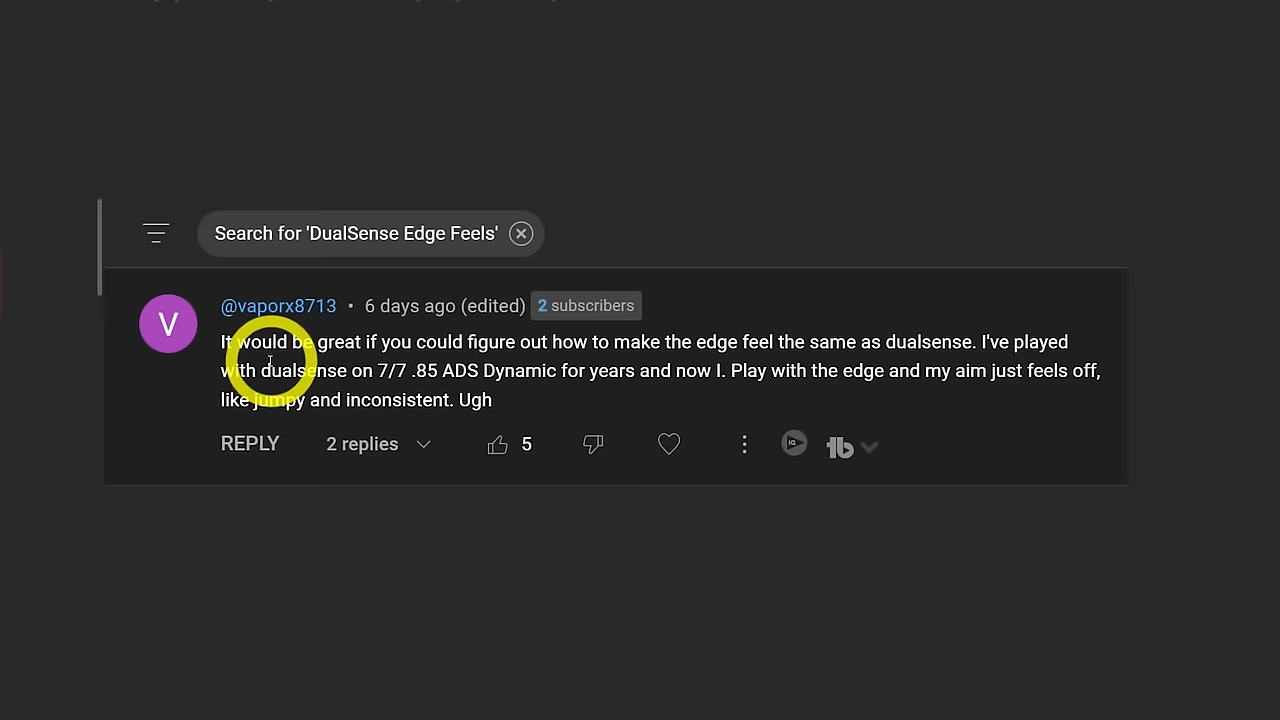 Search for 'DualSense Edge Feels'
V
@vaporx8713 • 6 days ago (edited) 2 subscribers
It would be great if you could figure out how to make the edge feel the same as dualsense. I've played
with dualsense on 7/7 .85 ADS Dynamic for years and now I. Play with the edge and my aim just feels off,
like jumpy and inconsistent. Ugh
REPLY 2 replies 5 IQ tb